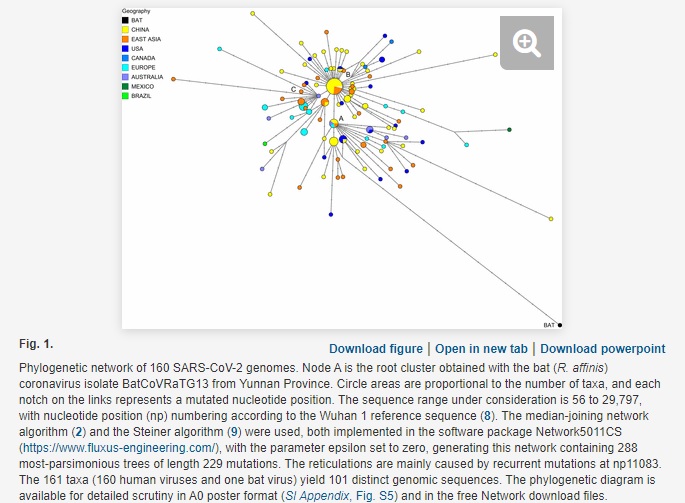 Geography
BAT
CHINA
EAST ASIA
USA
CANADA
EUROPE
AUSTRALIA
MEXICO
BRAZIL
B
C
A
BAT
Fig. 1.
Download figure | Open in new tab | Download powerpoint
Phylogenetic network of 160 SARS-CoV-2 genomes. Node A is the root cluster obtained with the bat (R. affinis)
coronavirus isolate BatCoVRaTG13 from Yunnan Province. Circle areas are proportional to the number of taxa, and each
notch on the links represents a mutated nucleotide position. The sequence range under consideration is 56 to 29,797,
with nucleotide position (np) numbering according to the Wuhan 1 reference sequence (8). The median-joining network
algorithm (2) and the Steiner algorithm (9) were used, both implemented in the software package Network5011CS
(https://www.fluxus-engineering.com/), with the parameter epsilon set to zero, generating this network containing 288
most-parsimonious trees of length 229 mutations. The reticulations are mainly caused by recurrent mutations at np11083.
The 161 taxa (160 human viruses and one bat virus) yield 101 distinct genomic sequences. The phylogenetic diagram is
available for detailed scrutiny in A0 poster format (SI Appendix, Fig. S5) and in the free Network download files.